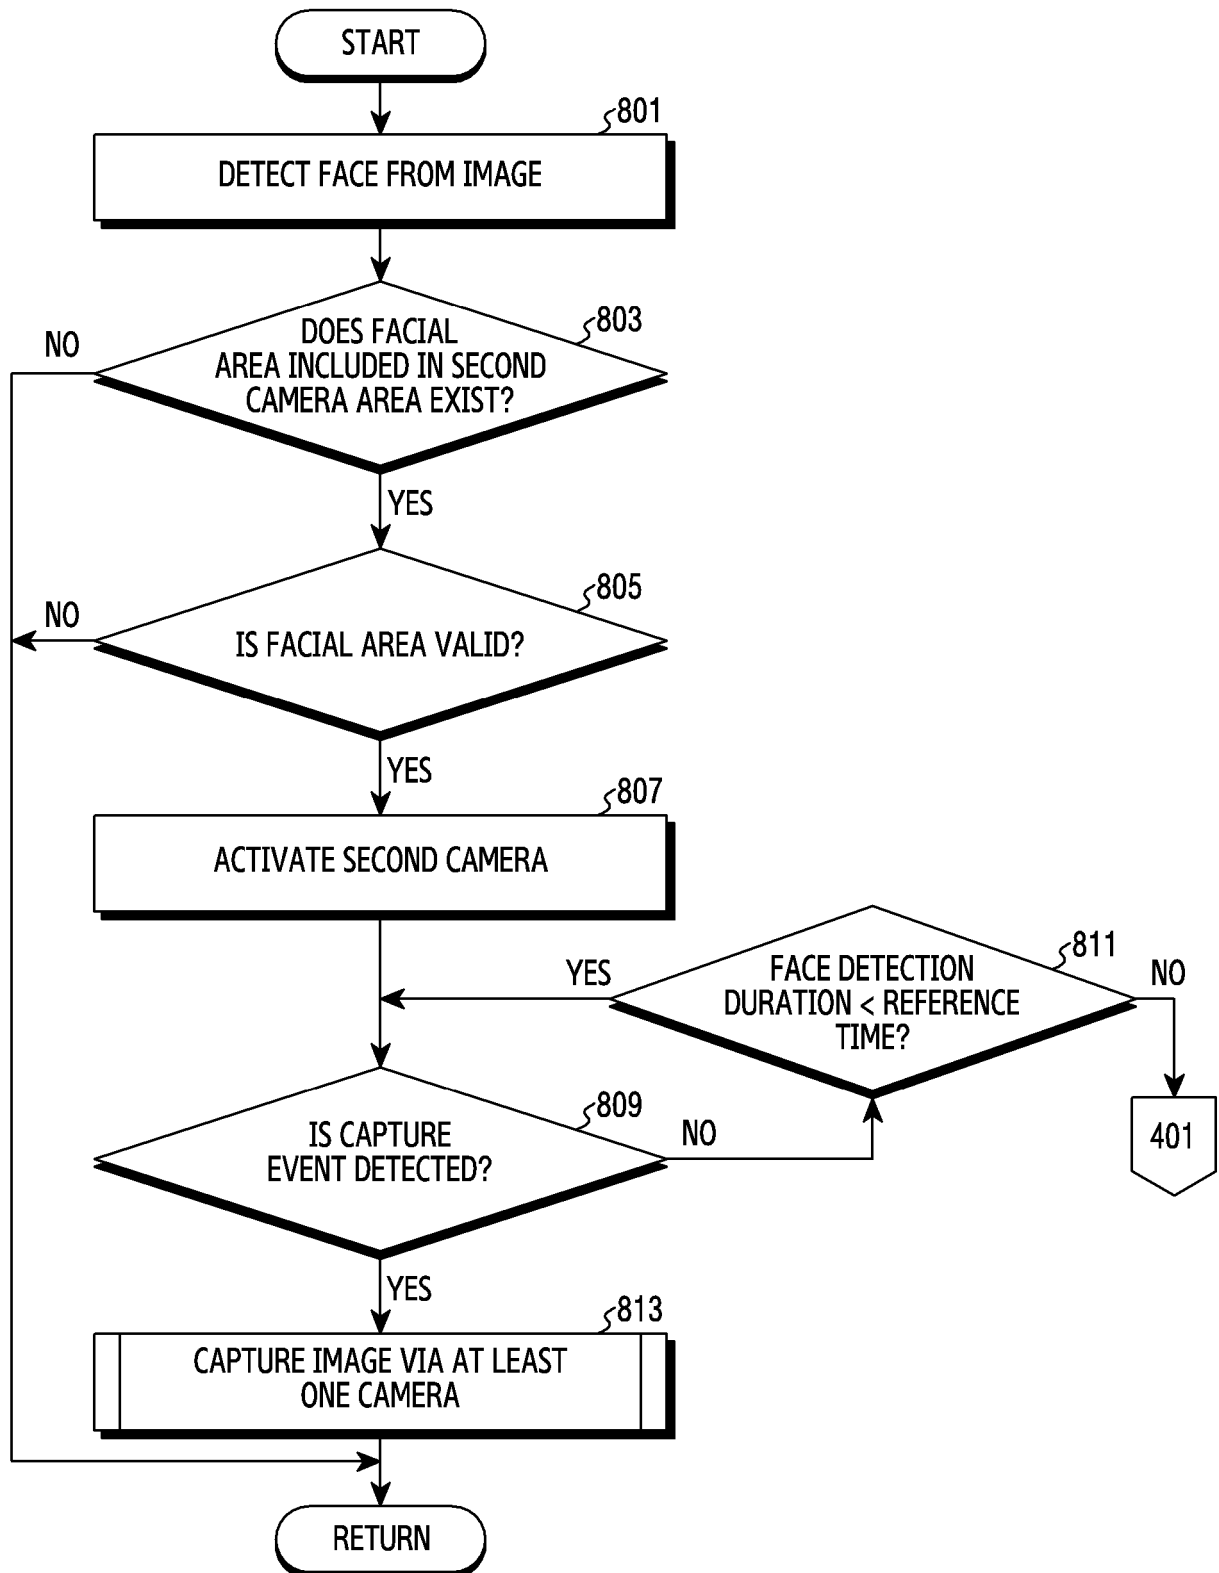 START
801
DETECT FACE FROM IMAGE
803
NO
DOES FACIAL
AREA INCLUDED IN SECOND
CAMERA AREA EXIST?
YES
805
NO
IS FACIAL AREA VALID?
YES
807
ACTIVATE SECOND CAMERA
811
YES
FACE DETECTION
DURATION < REFERENCE
TIME?
NO
401
809
IS CAPTURE
EVENT DETECTED?
NO
YES
813
CAPTURE IMAGE VIA AT LEAST
ONE CAMERA
RETURN